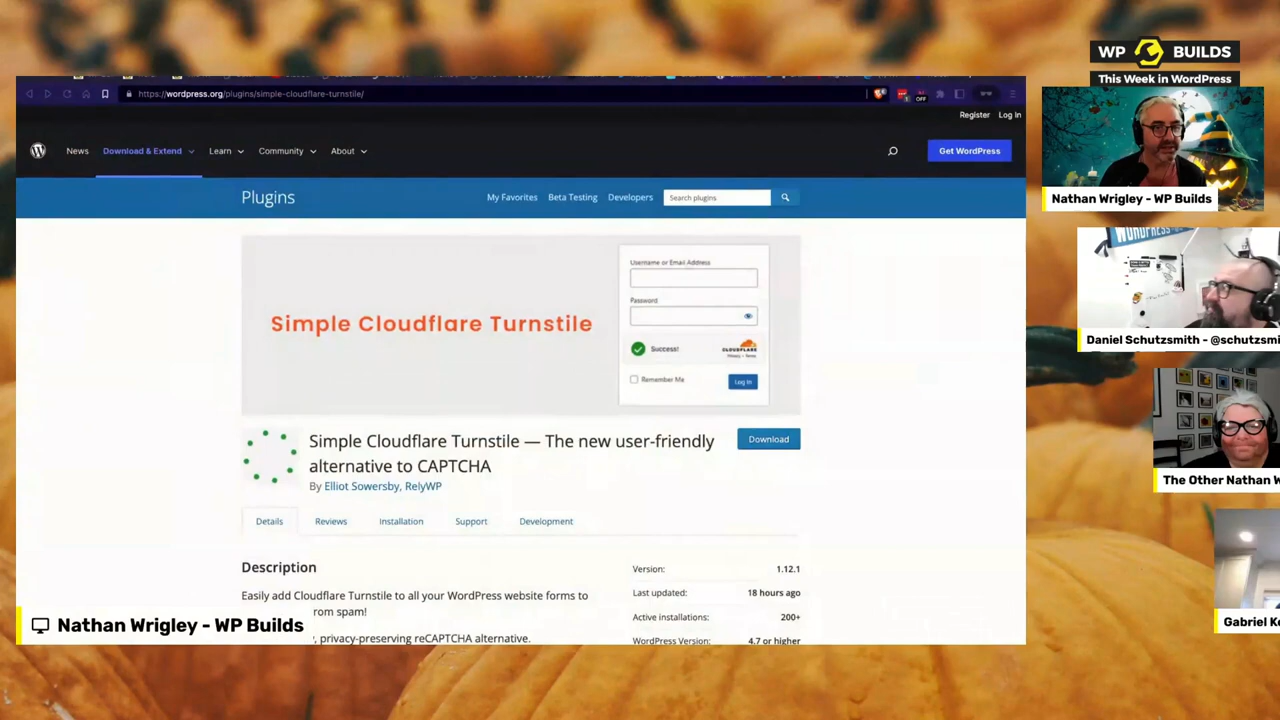 WP BUILDS
This Week in WordPress
https://wordpress.org/plugins/simple-cloudflare-turnstile/
OFF
Register Log In
News Download & Extend Learn Community About Get WordPress
Plugins My Favorites Beta Testing Developers Search plugins
Simple Cloudflare Turnstile
Username or Email Address
Password
Success!
CLOUDFLARE
Remember Me Log In
Simple Cloudflare Turnstile — The new user-friendly
alternative to CAPTCHA
Download
By Elliot Sowersby, RelyWP
Details Reviews Installation Support Development
Description
Easily add Cloudflare Turnstile to all your WordPress website forms to
rom spam!
, privacy-preserving reCAPTCHA alternative.
Version: 1.12.1
Last updated: 18 hours ago
Active installations: 200+
WordPress Version: 4.7 or higher
Nathan Wrigley - WP Builds
Nathan Wrigley - WP Builds
WORDPRESS
Daniel Schutzsmith - @schutzsmi
The Other Nathan W
Gabriel Ke